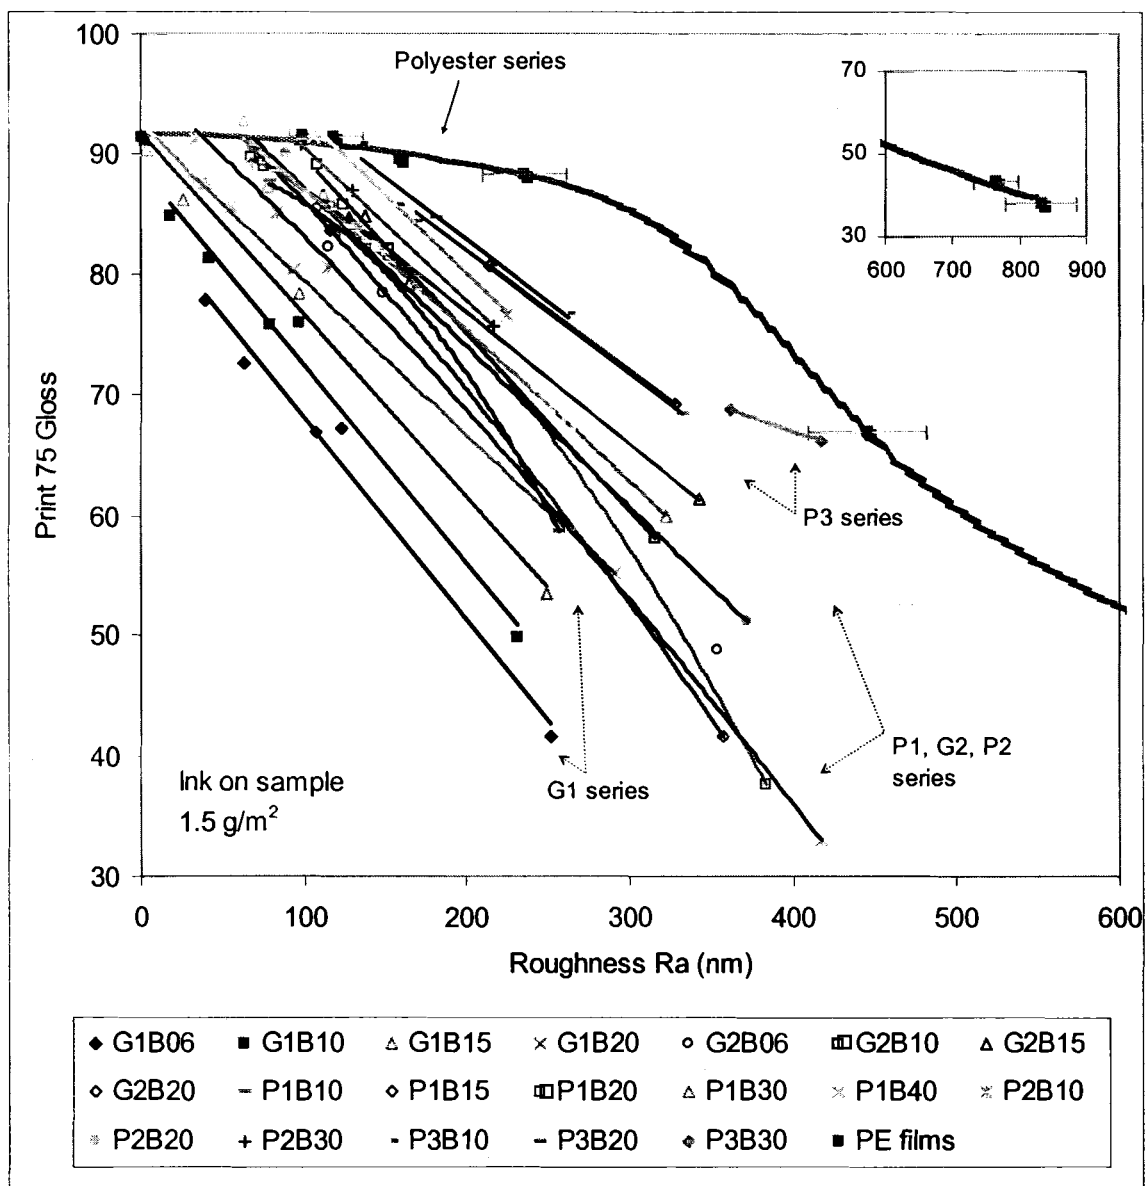 100
90
80
70
60
50
40
30
Print 75 Gloss
Polyester series
70
50
30
600 700 800 900
P3 series
P1, G2, P2
series
G1 series
Ink on sample
1.5 g/m²
0 100 200 300 400 500 600
Roughness Ra (nm)
G1B06 G1B10 G1B15 G1B20 G2B06 G2B10 G2B15
G2B20 P1B10 P1B15 P1B20 P1B30 P1B40 P2B10
P2B20 P2B30 P3B10 P3B20 P3B30 PE films